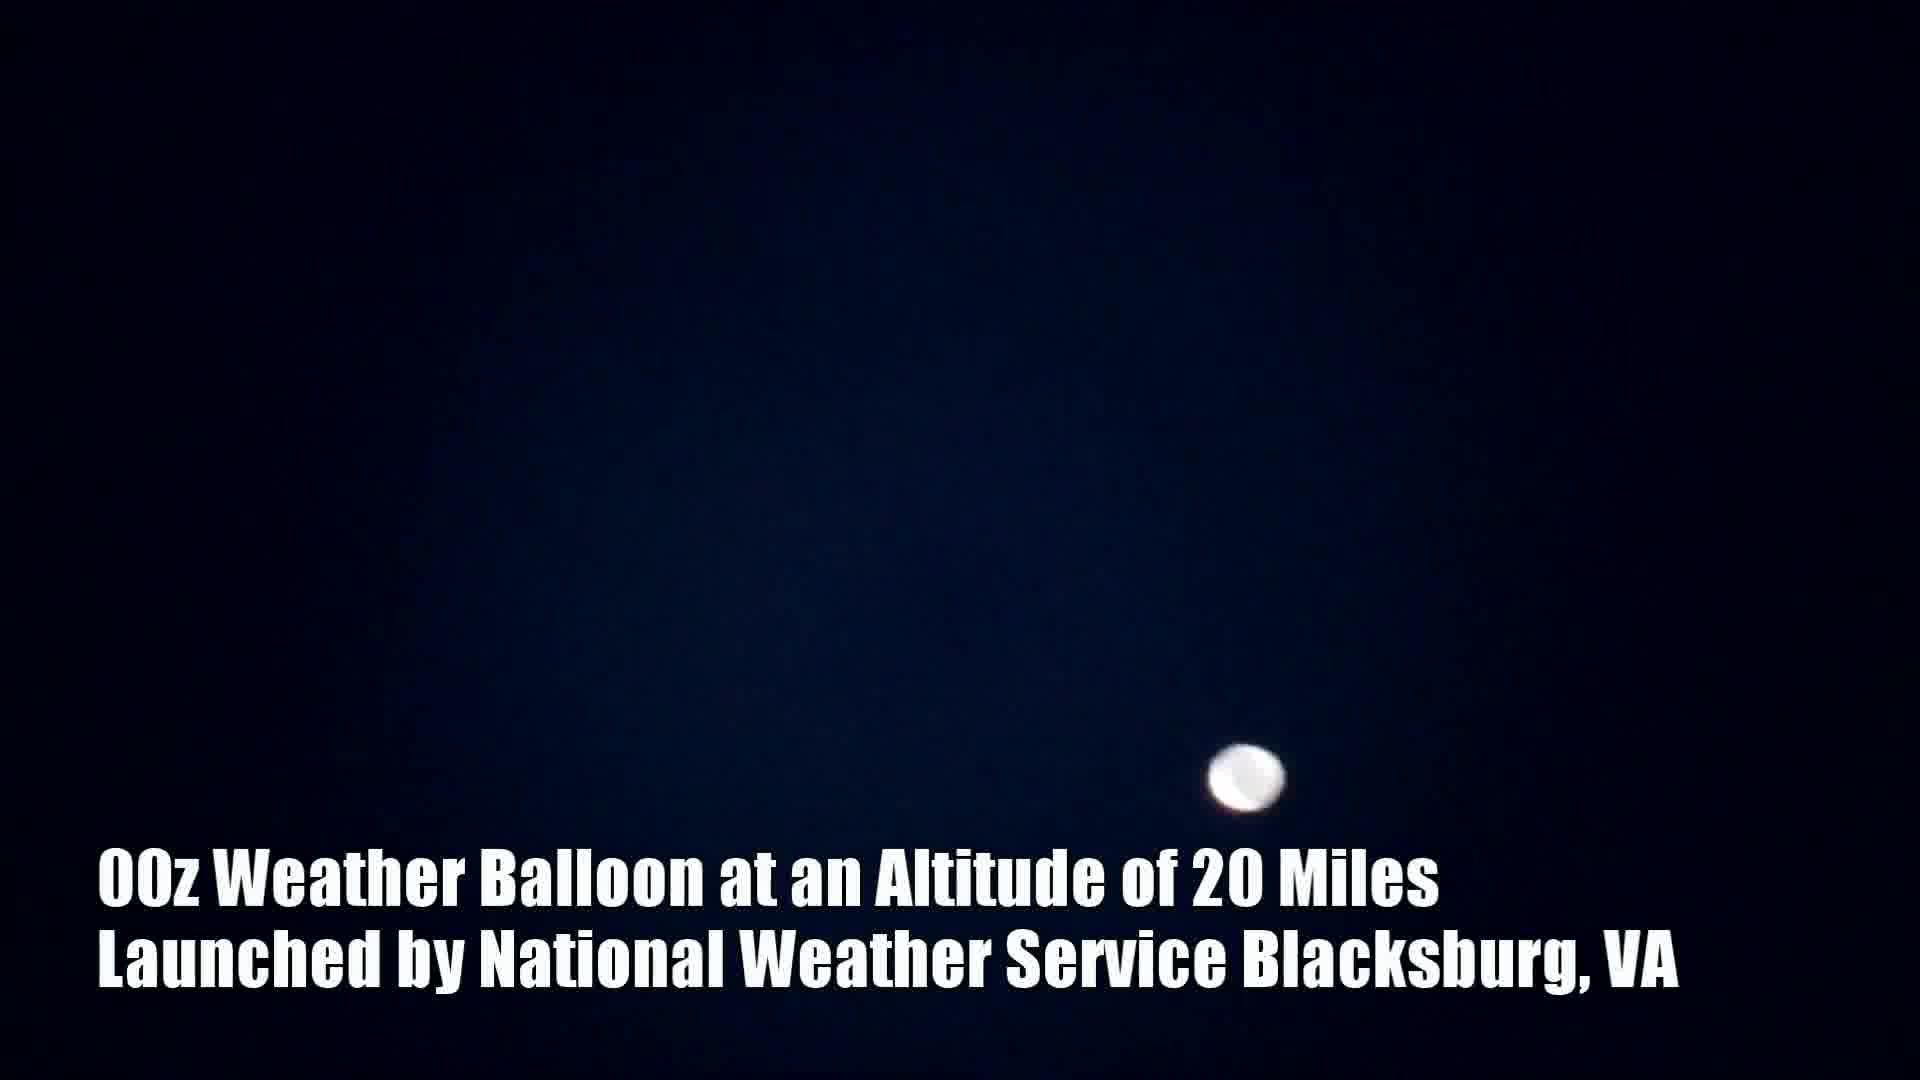 00z Weather Balloon at an Altitude of 20 Miles
Launched by National Weather Service Blacksburg, VA